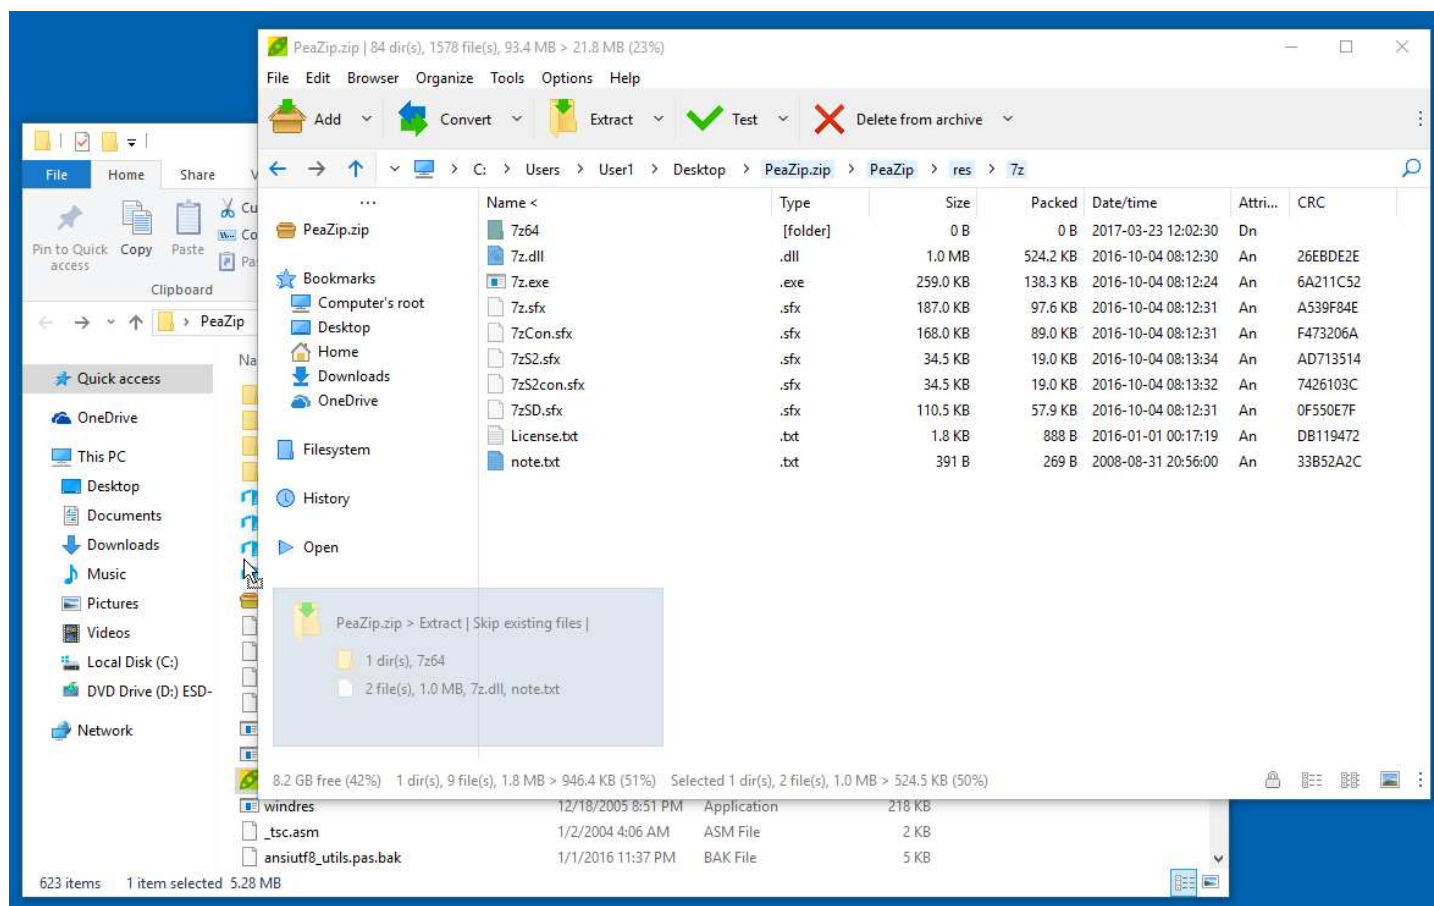 PeaZip.zip | 84 dir(s), 1578 file(s), 93.4 MB > 21.8 MB (23%)
File Edit Browser Organize Tools Options Help
Add Convert Extract Test Delete from archive
C: > Users > User1 > Desktop > PeaZip.zip > PeaZip > res > 7z
...
PeaZip.zip
Bookmarks
Computer's root
Desktop
Home
Downloads
OneDrive
Filesystem
History
Open
Name < Type Size Packed Date/time Attri... CRC
7z64 [folder] 0 B 0 B 2017-03-23 12:02:30 Dn
7z.dll .dll 1.0 MB 524.2 KB 2016-10-04 08:12:30 An 26EBDE2E
7z.exe .exe 259.0 KB 138.3 KB 2016-10-04 08:12:24 An 6A211C52
7z.sfx .sfx 187.0 KB 97.6 KB 2016-10-04 08:12:31 An A539F84E
7zCon.sfx .sfx 168.0 KB 89.0 KB 2016-10-04 08:12:31 An F473206A
7zS2.sfx .sfx 34.5 KB 19.0 KB 2016-10-04 08:13:34 An AD713514
7zS2con.sfx .sfx 34.5 KB 19.0 KB 2016-10-04 08:13:32 An 7426103C
7zSD.sfx .sfx 110.5 KB 57.9 KB 2016-10-04 08:12:31 An 0F550E7F
License.txt .txt 1.8 KB 888 B 2016-01-01 00:17:19 An DB119472
note.txt .txt 391 B 269 B 2008-08-31 20:56:00 An 33B52A2C
PeaZip.zip > Extract | Skip existing files |
1 dir(s), 7z64
2 file(s), 1.0 MB, 7z.dll, note.txt
8.2 GB free (42%) 1 dir(s), 9 file(s), 1.8 MB > 946.4 KB (51%) Selected 1 dir(s), 2 file(s), 1.0 MB > 524.5 KB (50%)
File Home Share V
Pin to Quick access
Copy
Paste
Cu
Co
Pa
Clipboard
> PeaZip
Na
Quick access
OneDrive
This PC
Desktop
Documents
Downloads
Music
Pictures
Videos
Local Disk (C:)
DVD Drive (D:) ESD-
Network
windres 12/18/2005 8:51 PM Application 218 KB
_tsc.asm 1/2/2004 4:06 AM ASM File 2 KB
ansiutf8_utils.pas.bak 1/1/2016 11:37 PM BAK File 5 KB
623 items 1 item selected 5.28 MB